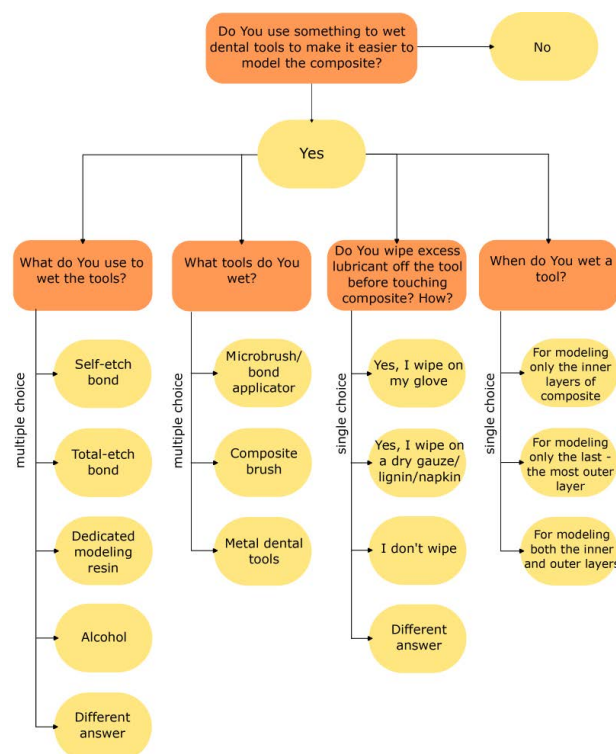 Do You use something to wet
dental tools to make it easier to
model the composite?
No
Yes
What do You use to
wet the tools?
What tools do You
wet?
Do You wipe excess
lubricant off the tool
before touching
composite? How?
When do You wet a
tool?
multiple choice
Self-etch
bond
Total-etch
bond
Dedicated
modeling
resin
Alcohol
Different
answer
multiple choice
Microbrush/
bond
applicator
Composite
brush
Metal dental
tools
single choice
Yes, I wipe on
my glove
Yes, I wipe on
a dry gauze/
lignin/napkin
I don't wipe
Different
answer
single choice
For modeling
only the inner
layers of
composite
For modeling
only the last -
the most outer
layer
For modeling
both the inner
and outer layers